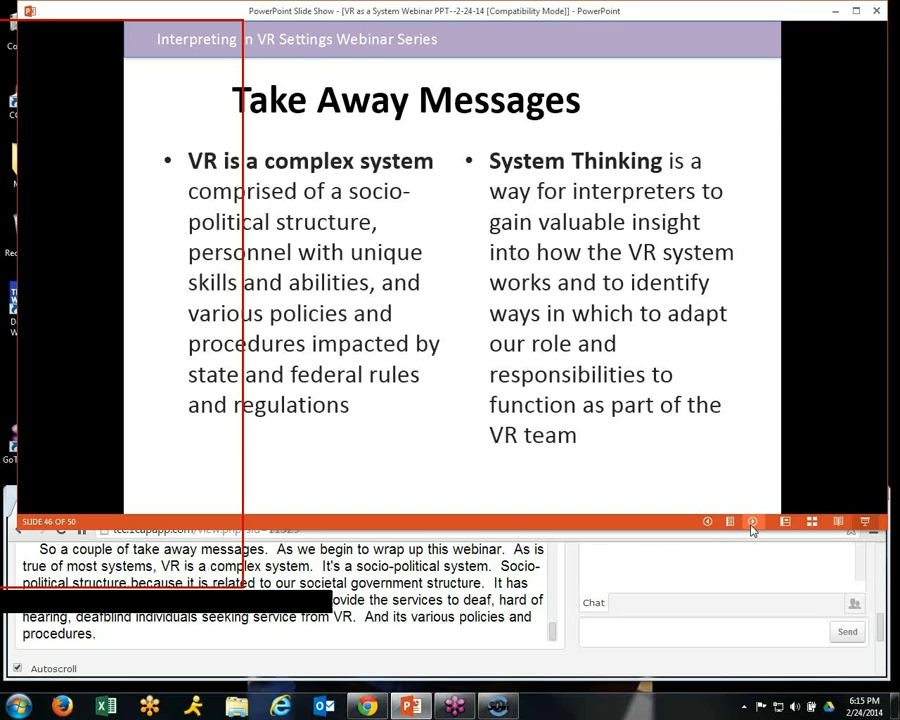 PowerPoint Slide Show - [VR as a System Webinar PPT--2-24-14 [Compatibility Mode]] - PowerPoint
Interpreting in VR Settings Webinar Series
Take Away Messages
• VR is a complex system
comprised of a socio-
political structure,
personnel with unique
skills and abilities, and
various policies and
procedures impacted by
state and federal rules
and regulations
• System Thinking is a
way for interpreters to
gain valuable insight
into how the VR system
works and to identify
ways in which to adapt
our role and
responsibilities to
function as part of the
VR team
SLIDE 46 OF 50
So a couple of take away messages. As we begin to wrap up this webinar. As is
true of most systems, VR is a complex system. It's a socio-political system. Socio-
political structure because it is related to our societal government structure. It has
ovide the services to deaf, hard of
hearing, deafblind individuals seeking service from VR. And its various policies and
procedures.
Chat
Send
Autoscroll
6:15 PM
2/24/2014